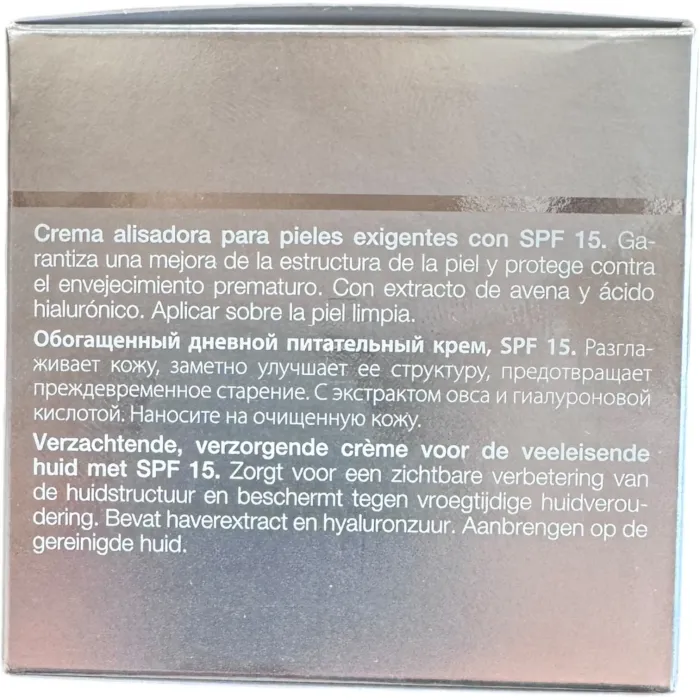 Crema alisadora para pieles exigentes con SPF 15. Ga-
rantiza una mejora de la estructura de la piel y protege contra
el envejecimiento prematuro. Con extracto de avena y ácido
hialurónico. Aplicar sobre la piel limpia.
Обогащенный дневной питательный крем, SPF 15. Разгла-
живает кожу, заметно улучшает ее структуру, предотвращает
преждевременное старение. С экстрактом овса и гиалуроновой
кислотой. Наносите на очищенную кожу.
Verzachtende, verzorgende crème voor de veeleisende
huid met SPF 15. Zorgt voor een zichtbare verbetering van
de huidstructuur en beschermt tegen vroegtijdige huidverou-
dering. Bevat haverextract en hyaluronzuur. Aanbrengen op de
gereinigde huid.